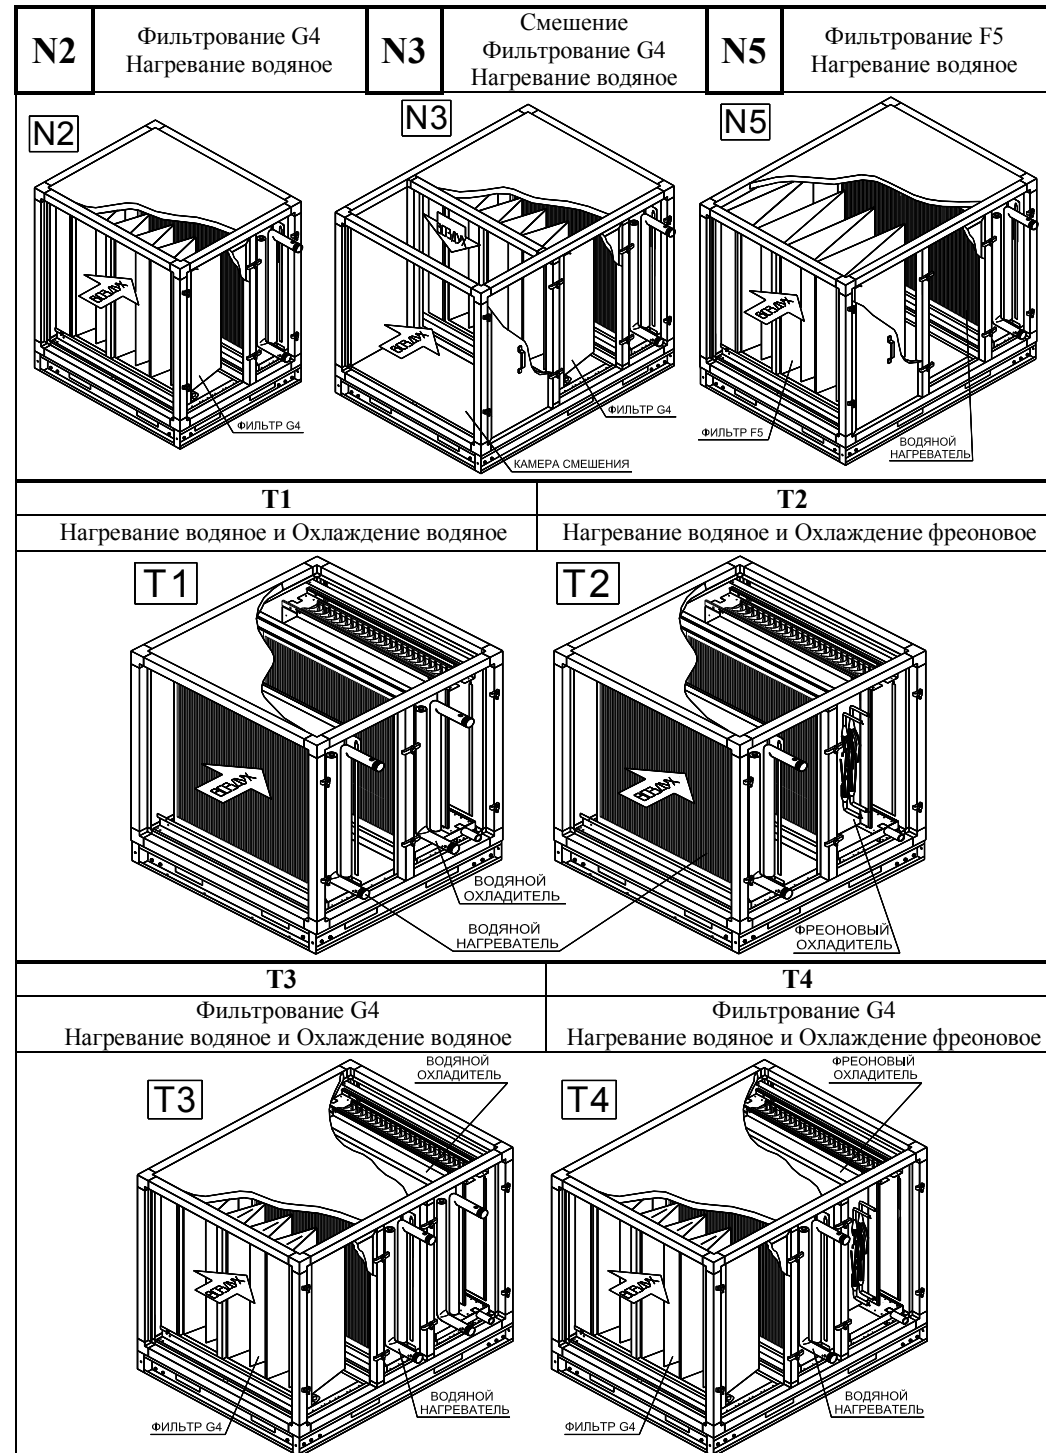 N2
Фильтрование G4
Нагревание водяное
N3
Смешение
Фильтрование G4
Нагревание водяное
N5
Фильтрование F5
Нагревание водяное
N2
N3
N5
ВОЗДУХ
ВОЗДУХ
ВОЗДУХ
ВОЗДУХ
ФИЛЬТР G4
ФИЛЬТР G4
КАМЕРА СМЕШЕНИЯ
ФИЛЬТР F5
ВОДЯНОЙ
НАГРЕВАТЕЛЬ
T1
T2
Нагревание водяное и Охлаждение водяное
Нагревание водяное и Охлаждение фреоновое
T1
T2
ВОЗДУХ
ВОЗДУХ
ВОДЯНОЙ
ОХЛАДИТЕЛЬ
ВОДЯНОЙ
НАГРЕВАТЕЛЬ
ФРЕОНОВЫЙ
ОХЛАДИТЕЛЬ
T3
T4
Фильтрование G4
Нагревание водяное и Охлаждение водяное
Фильтрование G4
Нагревание водяное и Охлаждение фреоновое
ВОДЯНОЙ
ОХЛАДИТЕЛЬ
ФРЕОНОВЫЙ
ОХЛАДИТЕЛЬ
T3
T4
ВОЗДУХ
ВОЗДУХ
ФИЛЬТР G4
ВОДЯНОЙ
НАГРЕВАТЕЛЬ
ФИЛЬТР G4
ВОДЯНОЙ
НАГРЕВАТЕЛЬ